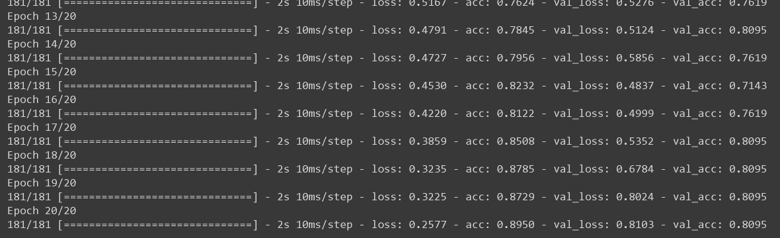 181/181 [==============================] - 2s 10ms/step - loss: 0.5167 - acc: 0.7624 - val_loss: 0.5276 - val_acc: 0.7619
Epoch 13/20
181/181 [==============================] - 2s 10ms/step - loss: 0.4791 - acc: 0.7845 - val_loss: 0.5124 - val_acc: 0.8095
Epoch 14/20
181/181 [==============================] - 2s 10ms/step - loss: 0.4727 - acc: 0.7956 - val_loss: 0.5856 - val_acc: 0.7619
Epoch 15/20
181/181 [==============================] - 2s 10ms/step - loss: 0.4530 - acc: 0.8232 - val_loss: 0.4837 - val_acc: 0.7143
Epoch 16/20
181/181 [==============================] - 2s 10ms/step - loss: 0.4220 - acc: 0.8122 - val_loss: 0.4999 - val_acc: 0.7619
Epoch 17/20
181/181 [==============================] - 2s 10ms/step - loss: 0.3859 - acc: 0.8508 - val_loss: 0.5352 - val_acc: 0.8095
Epoch 18/20
181/181 [==============================] - 2s 10ms/step - loss: 0.3235 - acc: 0.8785 - val_loss: 0.6784 - val_acc: 0.8095
Epoch 19/20
181/181 [==============================] - 2s 10ms/step - loss: 0.3225 - acc: 0.8729 - val_loss: 0.8024 - val_acc: 0.8095
Epoch 20/20
181/181 [==============================] - 2s 10ms/step - loss: 0.2577 - acc: 0.8950 - val_loss: 0.8103 - val_acc: 0.8095